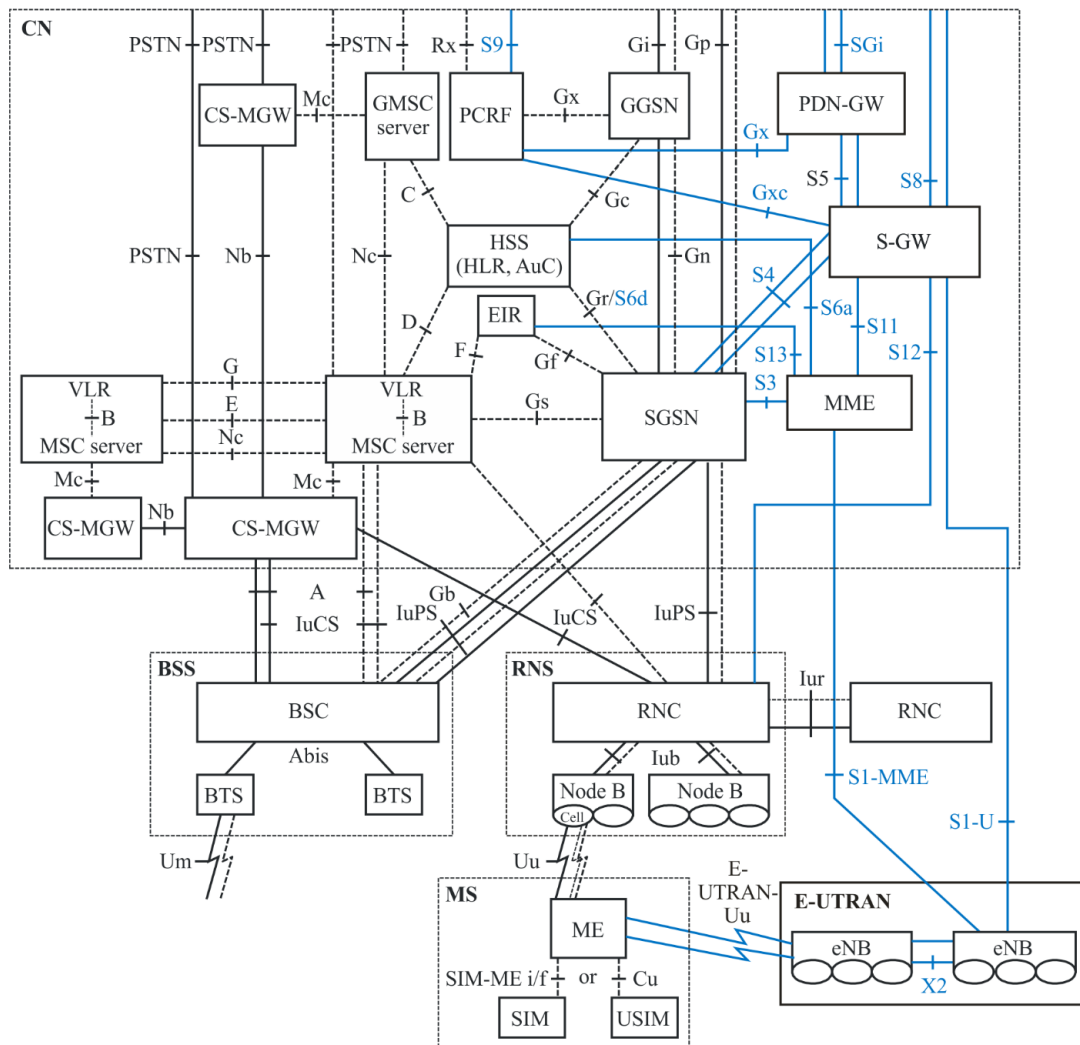 CN
PSTN
PSTN
PSTN
Rx
S9
Gi
Gp
SGi
CS-MGW
Mc
GMSC
server
PCRF
Gx
GGSN
PDN-GW
Gx
C
Gc
Gxc
S5
S8
PSTN
Nb
Nc
HSS
(HLR, AuC)
Gn
S-GW
S4
D
EIR
Gr/S6d
S6a
F
Gf
S13
S11
S12
G
S3
VLR
B
MSC server
E
Nc
VLR
B
MSC server
Gs
SGSN
MME
Mc
Mc
CS-MGW
Nb
CS-MGW
A
IuCS
Gb
IuPS
IuCS
IuPS
BSS
RNS
BSC
RNC
Iur
RNC
Abis
Iub
BTS
BTS
Node B
Cell
Node B
S1-MME
S1-U
Um
Uu
MS
E-
UTRAN-
Uu
E-UTRAN
ME
eNB
eNB
X2
SIM-ME i/f
or
Cu
SIM
USIM